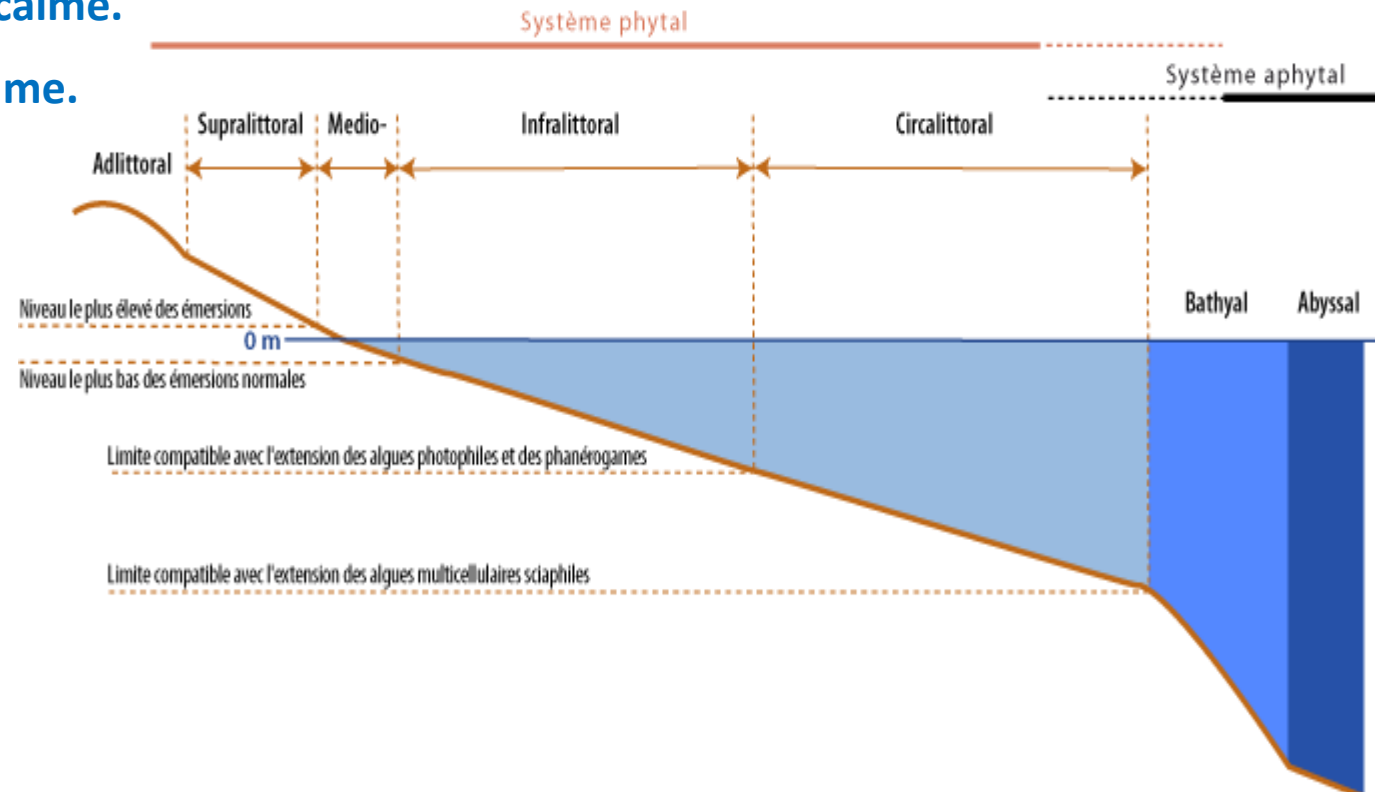 calme.
me.
Système phytal
Système aphytal
Supralittoral
Medio-
Infralittoral
Circalittoral
Adlittoral
Niveau le plus élevé des émersions
0 m
Niveau le plus bas des émersions normales
Bathyal
Abyssal
Limite compatible avec l'extension des algues photophiles et des phanérogames
Limite compatible avec l'extension des algues multicellulaires sciaphiles